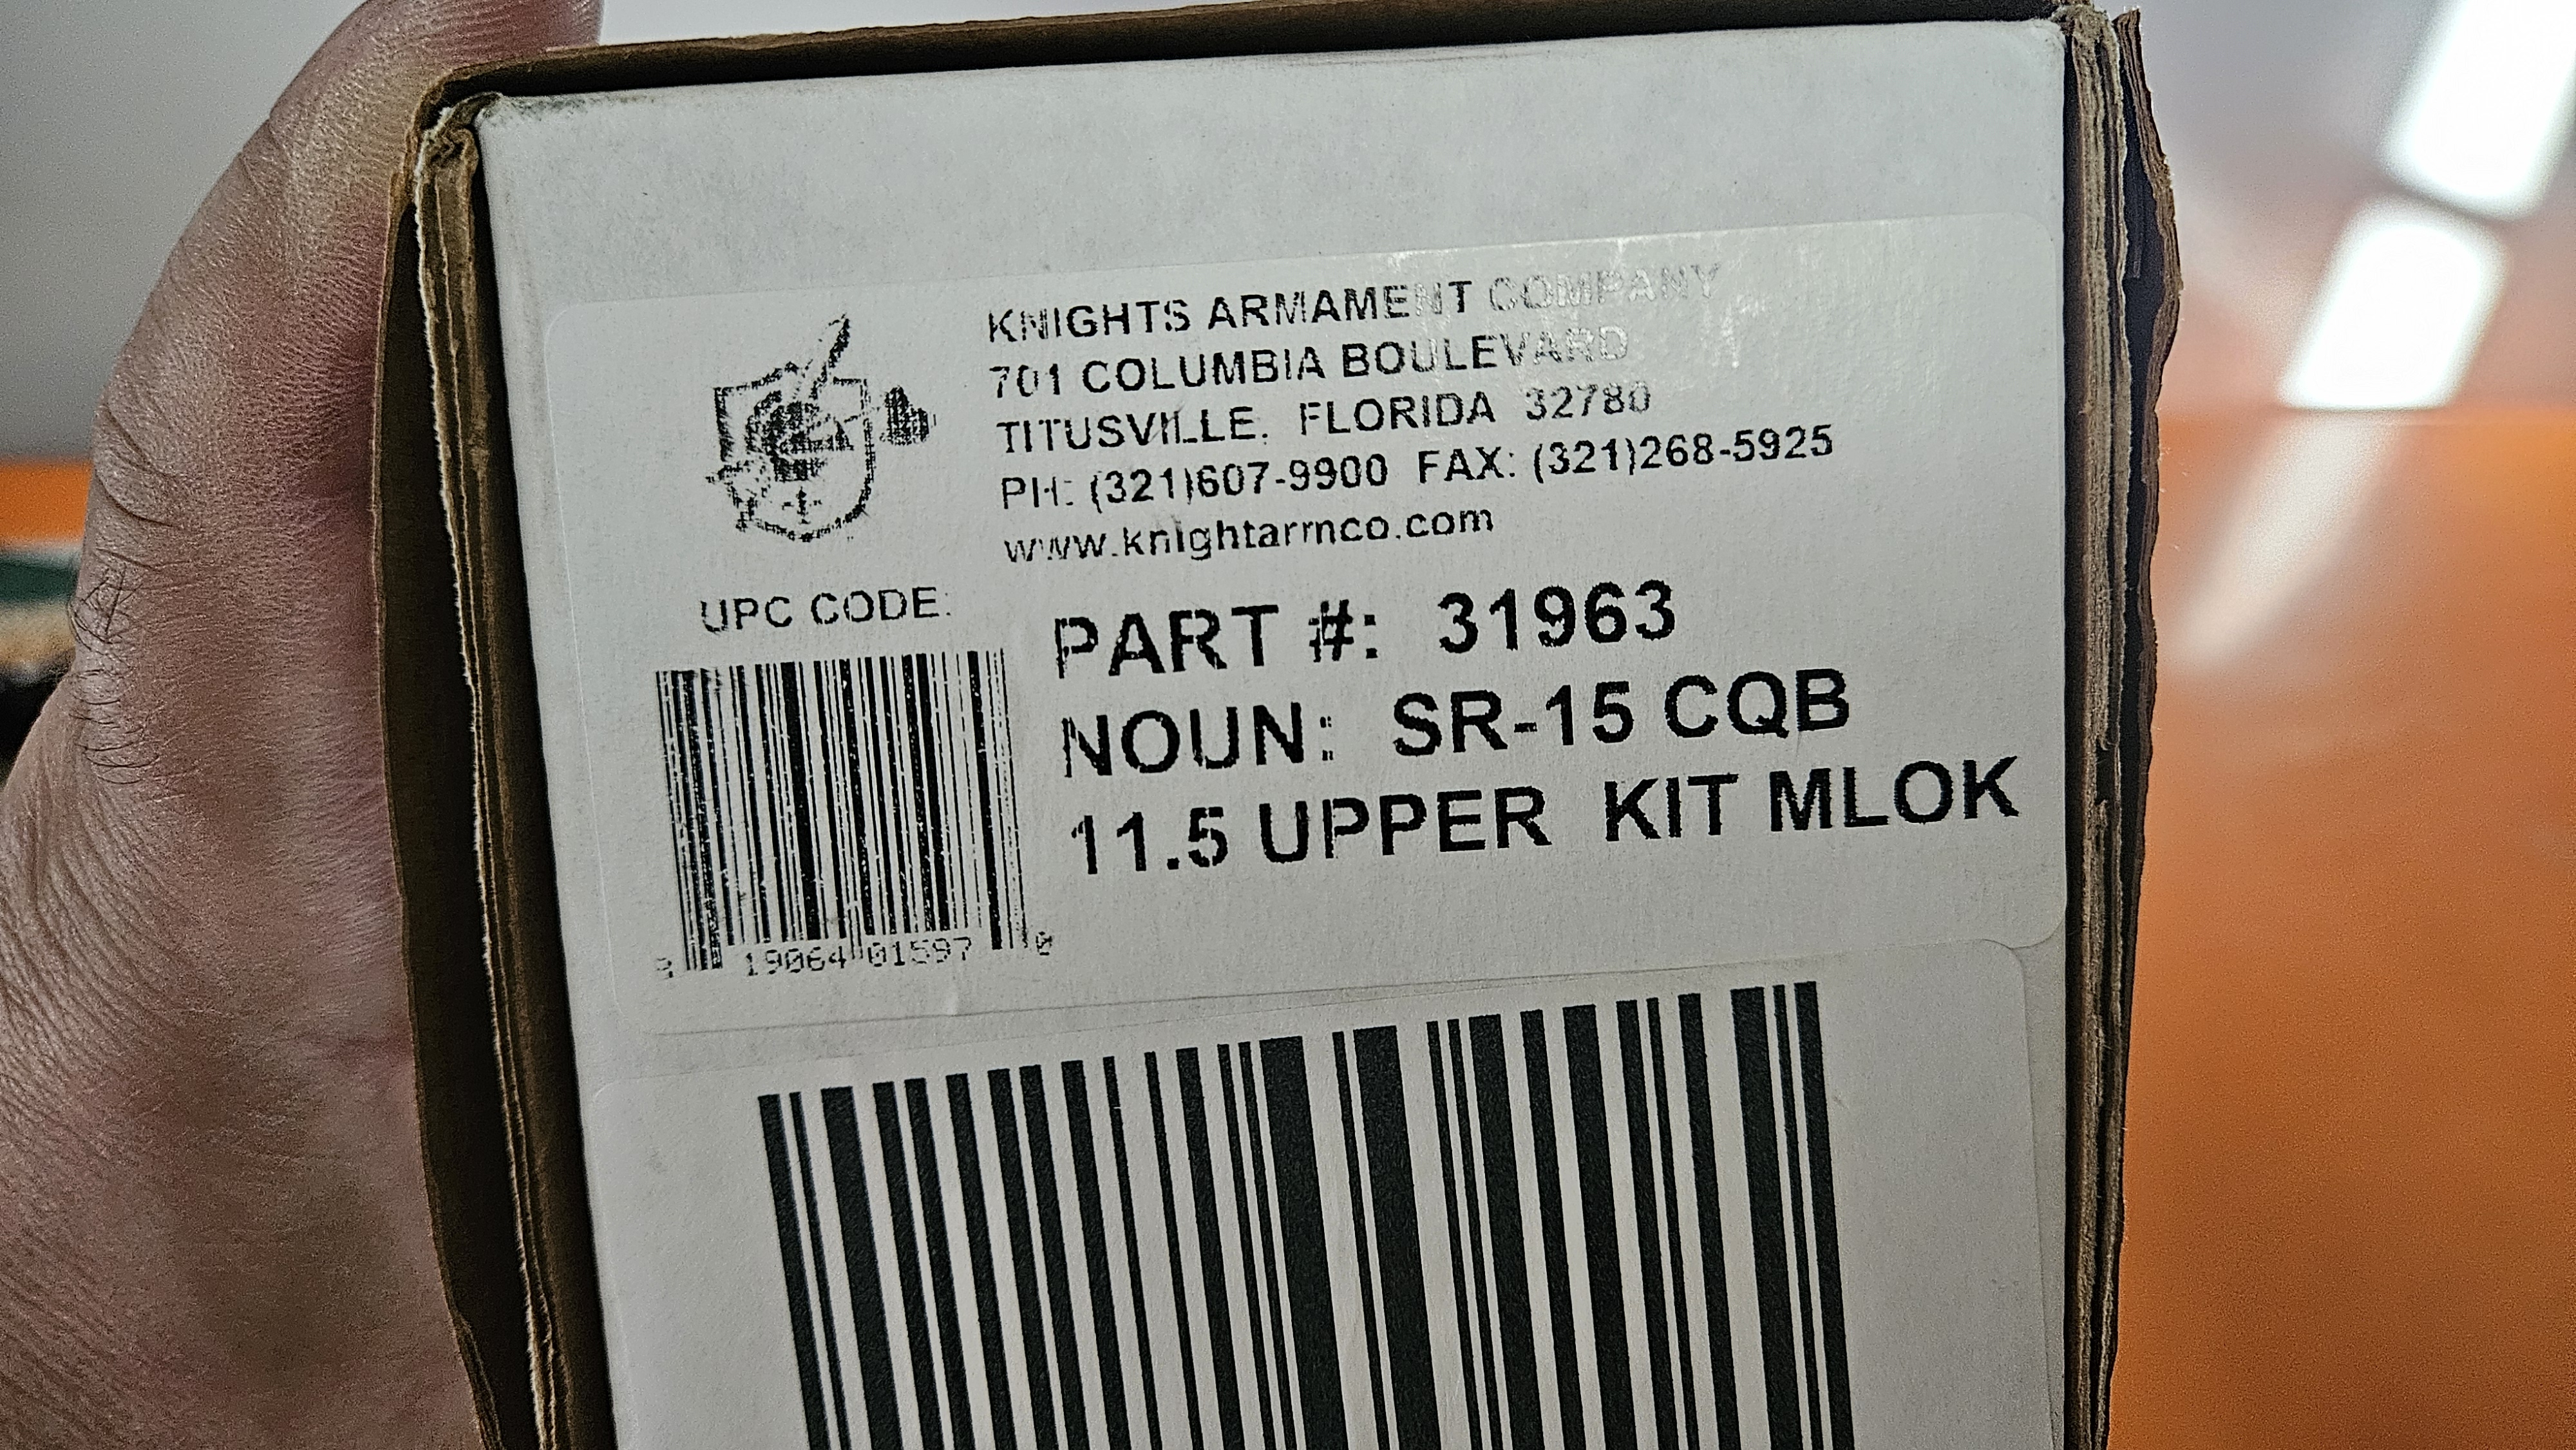 KNIGHTS ARMAMENT COMPANY
701 COLUMBIA BOULEVARD
TITUSVILLE, FLORIDA 32780
PH: (321)607-9900 FAX: (321)268-5925
www.knightarmco.com
UPC CODE:
PART #: 31963
NOUN: SR-15 CQB
11.5 UPPER KIT MLOK
19064 01597 0